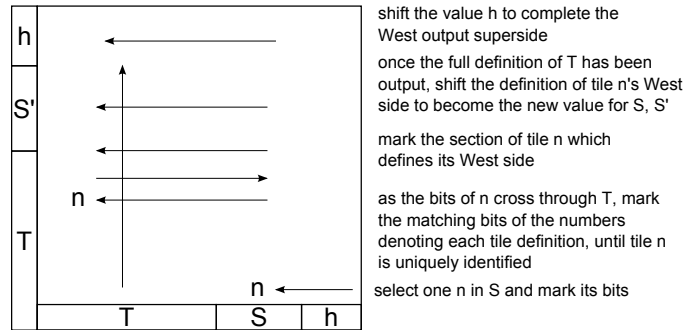 h
shift the value h to complete the
West output superside
once the full definition of T has been
output, shift the definition of tile n's West
side to become the new value for S, S'
S'
mark the section of tile n which
defines its West side
n
as the bits of n cross through T, mark
the matching bits of the numbers
denoting each tile definition, until tile n
is uniquely identified
T
n
select one n in S and mark its bits
T S h